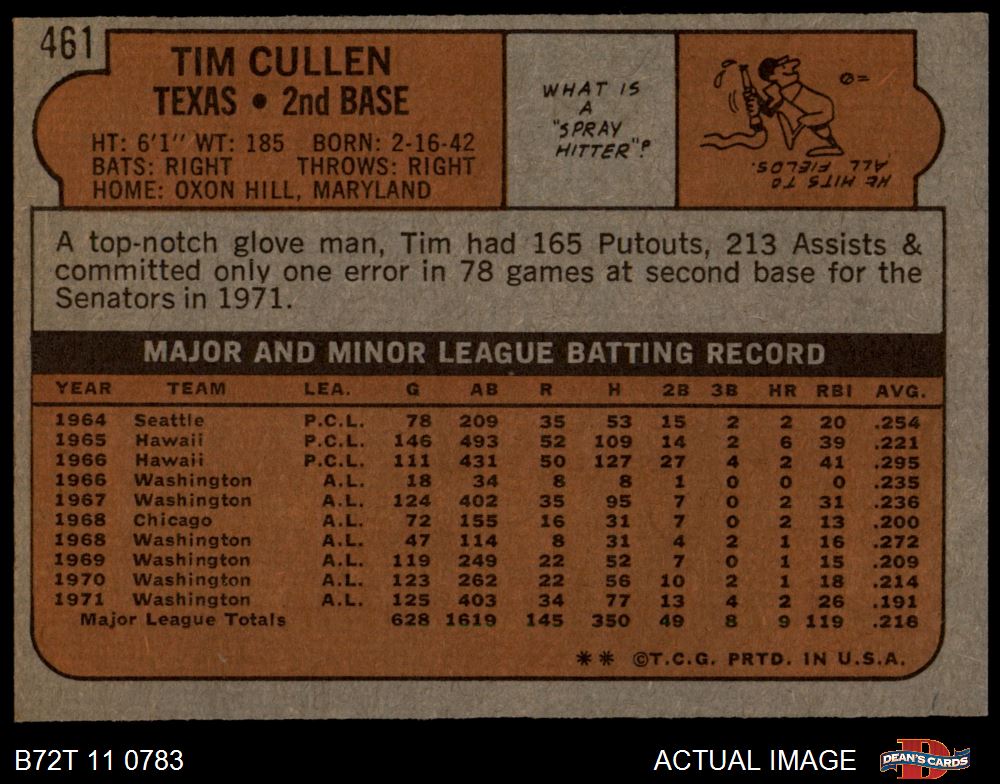 461
TIM CULLEN
TEXAS • 2nd BASE
HT: 6'1" WT: 185 BORN: 2-16-42
BATS: RIGHT THROWS: RIGHT
HOME: OXON HILL, MARYLAND
WHAT IS
A
"SPRAY
HITTER"?
HE HITS TO
ALL FIELDS.
A top-notch glove man, Tim had 165 Putouts, 213 Assists &
committed only one error in 78 games at second base for the
Senators in 1971.
MAJOR AND MINOR LEAGUE BATTING RECORD
YEAR TEAM LEA. G AB R H 2B 3B HR RBI AVG.
1964 Seattle P.C.L. 78 209 35 53 15 2 2 20 .254
1965 Hawaii P.C.L. 146 493 52 109 14 2 6 39 .221
1966 Hawaii P.C.L. 111 431 50 127 27 4 2 41 .295
1966 Washington A.L. 18 34 8 8 1 0 0 0 .235
1967 Washington A.L. 124 402 35 95 7 0 2 31 .236
1968 Chicago A.L. 72 155 16 31 7 0 2 13 .200
1968 Washington A.L. 47 114 8 31 4 2 1 16 .272
1969 Washington A.L. 119 249 22 52 7 0 1 15 .209
1970 Washington A.L. 123 262 22 56 10 2 1 18 .214
1971 Washington A.L. 125 403 34 77 13 4 2 26 .191
Major League Totals 628 1619 145 350 49 8 9 119 .216
** ©T.C.G. PRTD. IN U.S.A.
B72T 11 0783
ACTUAL IMAGE
D
DEAN'S CARDS